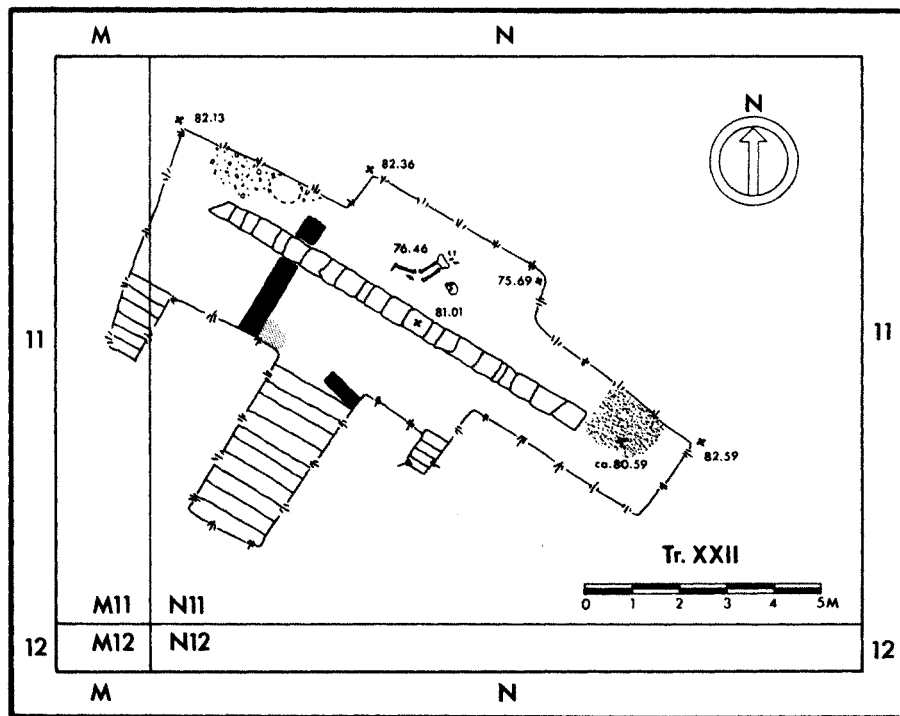 M N
N
82.13
82.36
76.46
75.69
81.01
11 11
82.59
ca.80.59
Tr. XXII
0 1 2 3 4 5M
M11 N11
12 M12 N12 12
M N